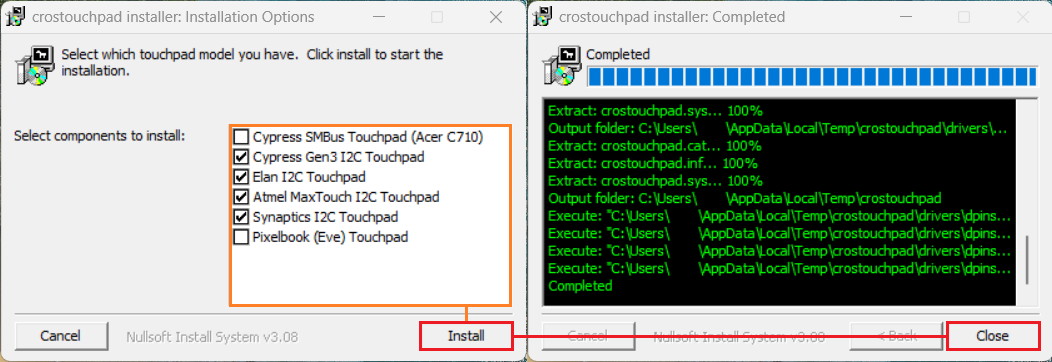 crostouchpad installer: Installation Options
Select which touchpad model you have. Click install to start the
installation.
Select components to install:
Cypress SMBus Touchpad (Acer C710)
Cypress Gen3 I2C Touchpad
Elan I2C Touchpad
Atmel MaxTouch I2C Touchpad
Synaptics I2C Touchpad
Pixelbook (Eve) Touchpad
Cancel
Nullsoft Install System v3.08
Install
crostouchpad installer: Completed
Completed
Extract: crostouchpad.sys... 100%
Output folder: C:\Users\ \AppData\Local\Temp\crostouchpad\drivers\...
Extract: crostouchpad.cat... 100%
Extract: crostouchpad.inf... 100%
Extract: crostouchpad.sys... 100%
Output folder: C:\Users\ \AppData\Local\Temp\crostouchpad
Execute: "C:\Users\ \AppData\Local\Temp\crostouchpad\drivers\dpins...
Execute: "C:\Users\ \AppData\Local\Temp\crostouchpad\drivers\dpins...
Execute: "C:\Users\ \AppData\Local\Temp\crostouchpad\drivers\dpins...
Execute: "C:\Users\ \AppData\Local\Temp\crostouchpad\drivers\dpins...
Completed
Cancel
Nullsoft Install System v3.08
< Back
Close